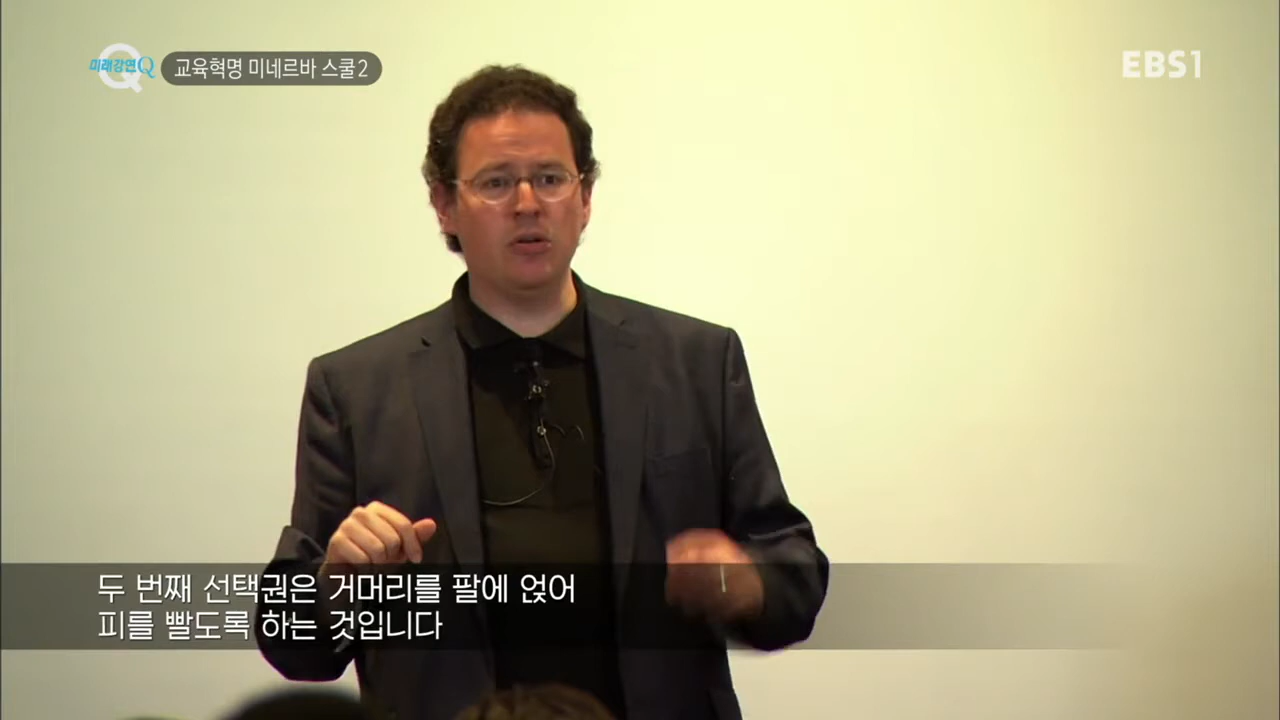 미래강연Q
교육혁명 미네르바 스쿨2
EBS1
두 번째 선택권은 거머리를 팔에 얹어
피를 빨도록 하는 것입니다